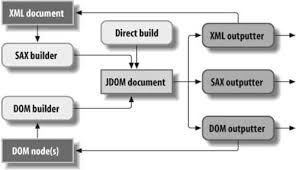 XML document
Direct build
XML outputter
SAX builder
JDOM document
SAX outputter
DOM builder
DOM outputter
DOM node(s)